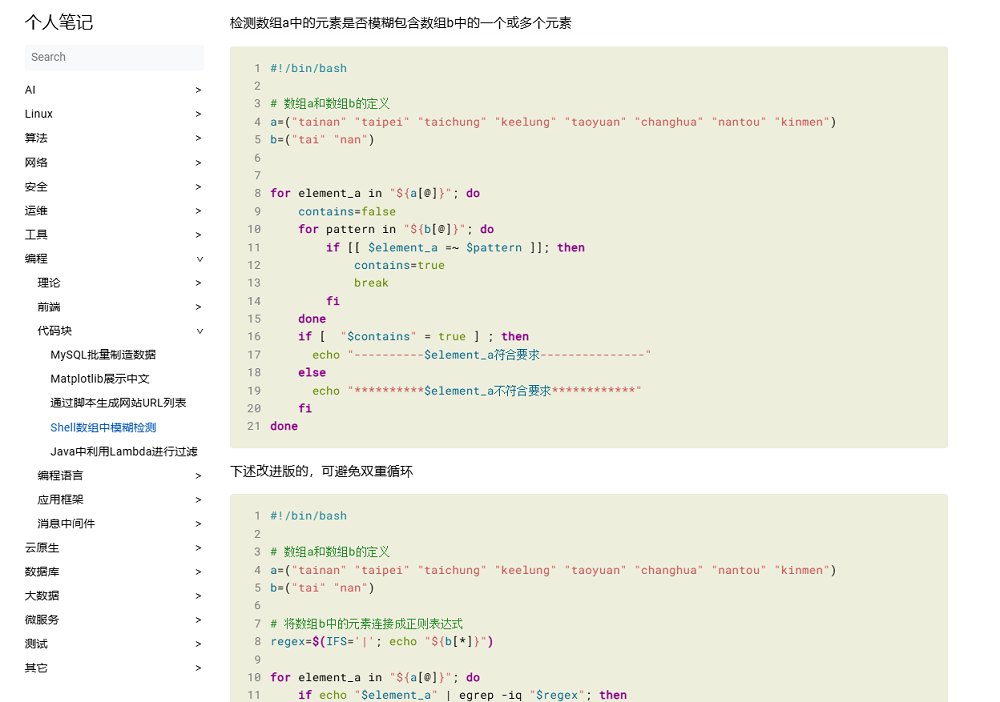 个人笔记
Search
AI >
Linux >
算法 >
网络 >
安全 >
运维 >
工具 >
编程 ∨
理论 >
前端 >
代码块 ∨
MySQL批量制造数据
Matplotlib展示中文
通过脚本生成网站URL列表
Shell数组中模糊检测
Java中利用Lambda进行过滤
编程语言 >
应用框架 >
消息中间件 >
云原生 >
数据库 >
大数据 >
微服务 >
测试 >
其它 >
检测数组a中的元素是否模糊包含数组b中的一个或多个元素
1 #!/bin/bash
2
3 # 数组a和数组b的定义
4 a=("tainan" "taipei" "taichung" "keelung" "taoyuan" "changhua" "nantou" "kinmen")
5 b=("tai" "nan")
6
7
8 for element_a in "${a[@]}"; do
9     contains=false
10     for pattern in "${b[@]}"; do
11         if [[ $element_a =~ $pattern ]]; then
12             contains=true
13             break
14         fi
15     done
16     if [  "$contains" = true ] ; then
17       echo "----------$element_a符合要求---------------"
18     else
19       echo "**********$element_a不符合要求************"
20     fi
21 done
下述改进版的，可避免双重循环
1 #!/bin/bash
2
3 # 数组a和数组b的定义
4 a=("tainan" "taipei" "taichung" "keelung" "taoyuan" "changhua" "nantou" "kinmen")
5 b=("tai" "nan")
6
7 # 将数组b中的元素连接成正则表达式
8 regex=$(IFS='|'; echo "${b[*]}")
9
10 for element_a in "${a[@]}"; do
11     if echo "$element_a" | egrep -iq "$regex"; then